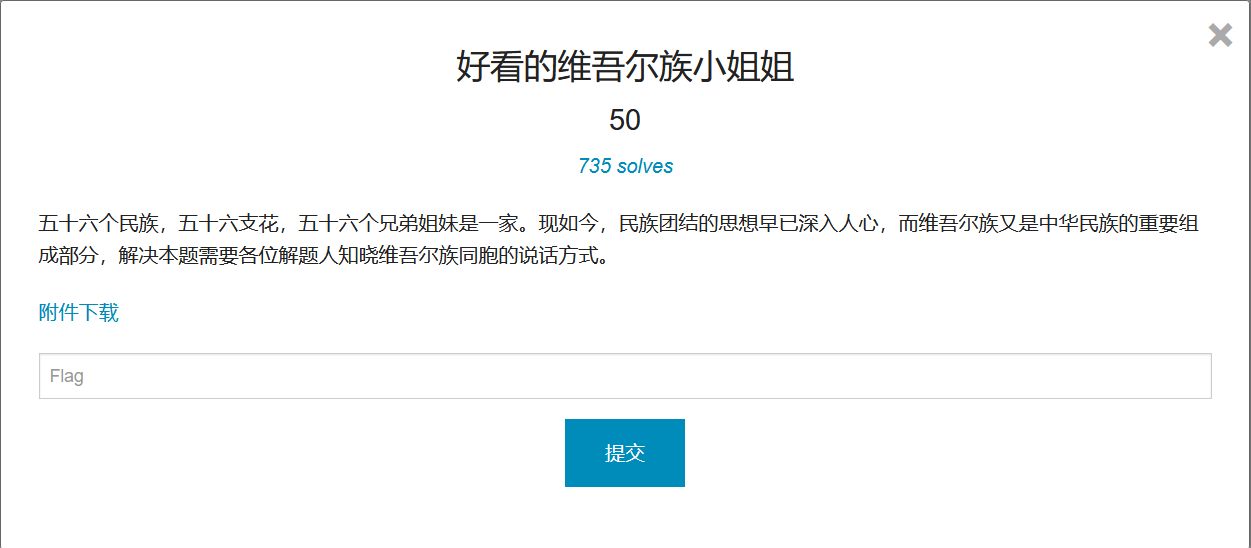 好看的维吾尔族小姐姐
50
735 solves
五十六个民族，五十六支花，五十六个兄弟姐妹是一家。现如今，民族团结的思想早已深入人心，而维吾尔族又是中华民族的重要组
成部分，解决本题需要各位解题人知晓维吾尔族同胞的说话方式。
附件下载
Flag
提交